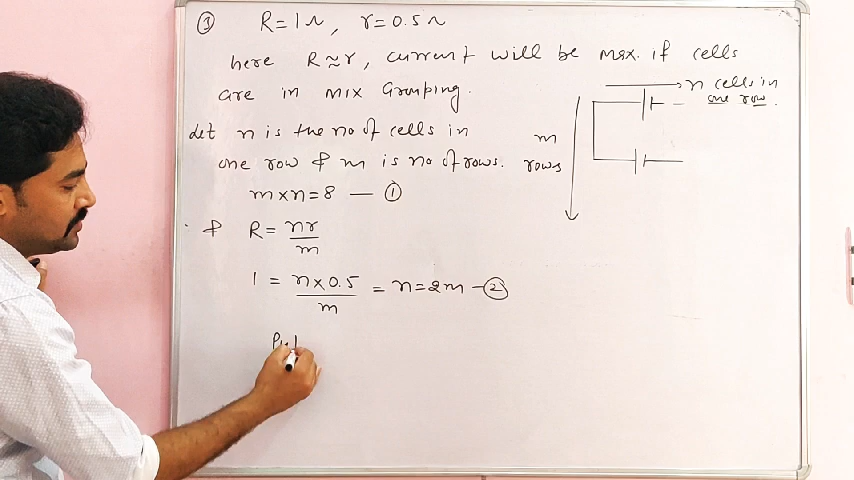 ③ R = 1 Ω, r = 0.5 Ω
here R ≈ r, current will be max. if cells
are in mix Grouping.
n cells in
one row.
Let n is the no of cells in
one row & m is no of rows.
m
rows
m × n = 8 — ①
& R = nr/m
1 = n × 0.5/m = n = 2m — ②
Put